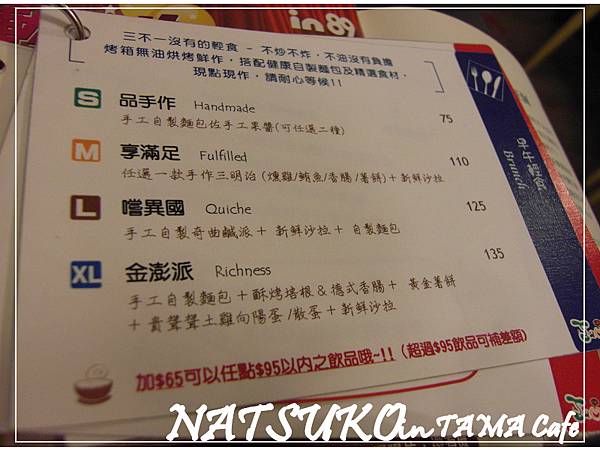 in 89
三不一沒有的輕食 - 不炒不炸，不油沒有負擔
烤箱無油烘烤鮮作，搭配健康自製麵包及精選食材，
現點現作，請耐心等候!!
S 品手作 Handmade 75
手工自製麵包佐手工果醬(可任選二種)
M 享滿足 Fulfilled 110
任選一款手作三明治 (燻雞/鮪魚/香腸/薯餅)＋新鮮沙拉
L 嚐異國 Quiche 125
手工自製奇曲鹹派＋ 新鮮沙拉＋ 自製麵包
XL 金澎派 Richness 135
手工自製麵包＋酥烤培根 & 德式香腸＋ 黃金薯餅
＋貴聲聲土雞向陽蛋/散蛋＋新鮮沙拉
加$65可以任點$95以內之飲品哦~!! (超過$95飲品可補差額)
早午輕食
Brunch
NATSUKO in TAMA Cafe